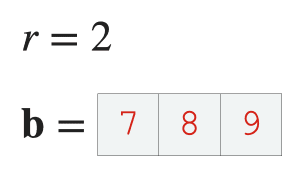 r = 2
b = 7 8 9